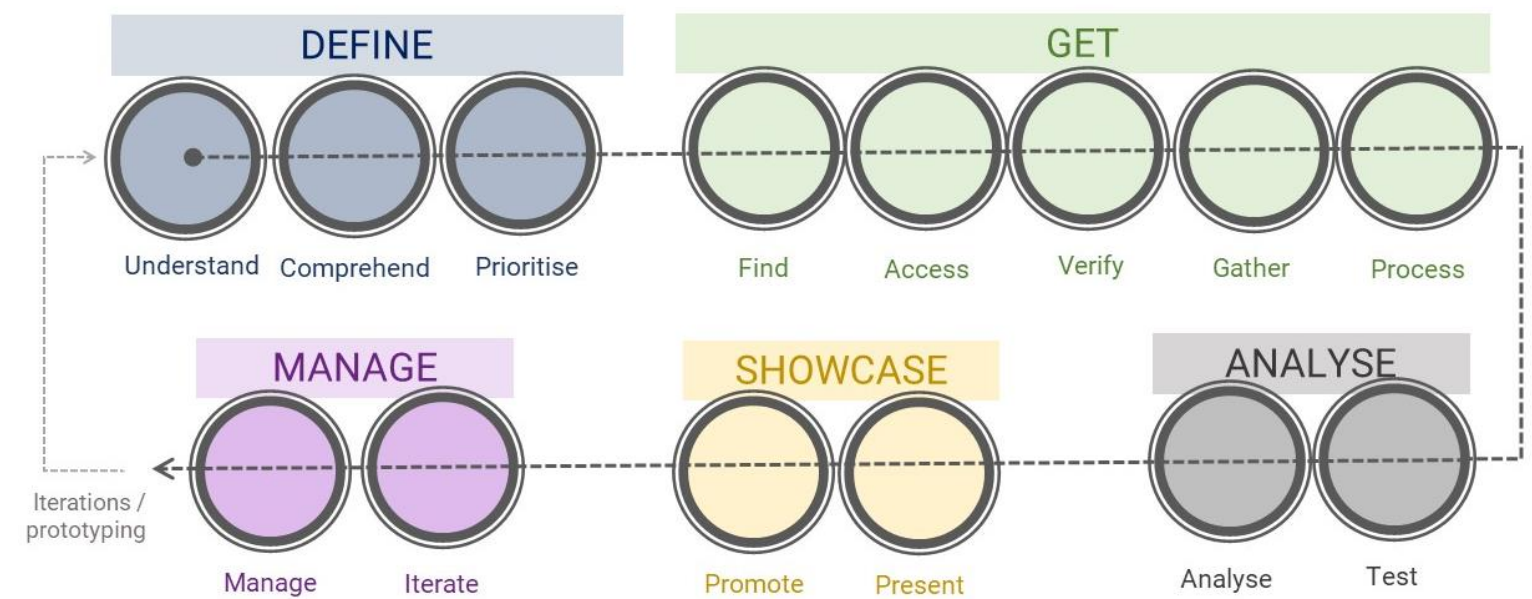 DEFINE
GET
Understand
Comprehend
Prioritise
Find
Access
Verify
Gather
Process
MANAGE
SHOWCASE
ANALYSE
Iterations /
prototyping
Manage
Iterate
Promote
Present
Analyse
Test